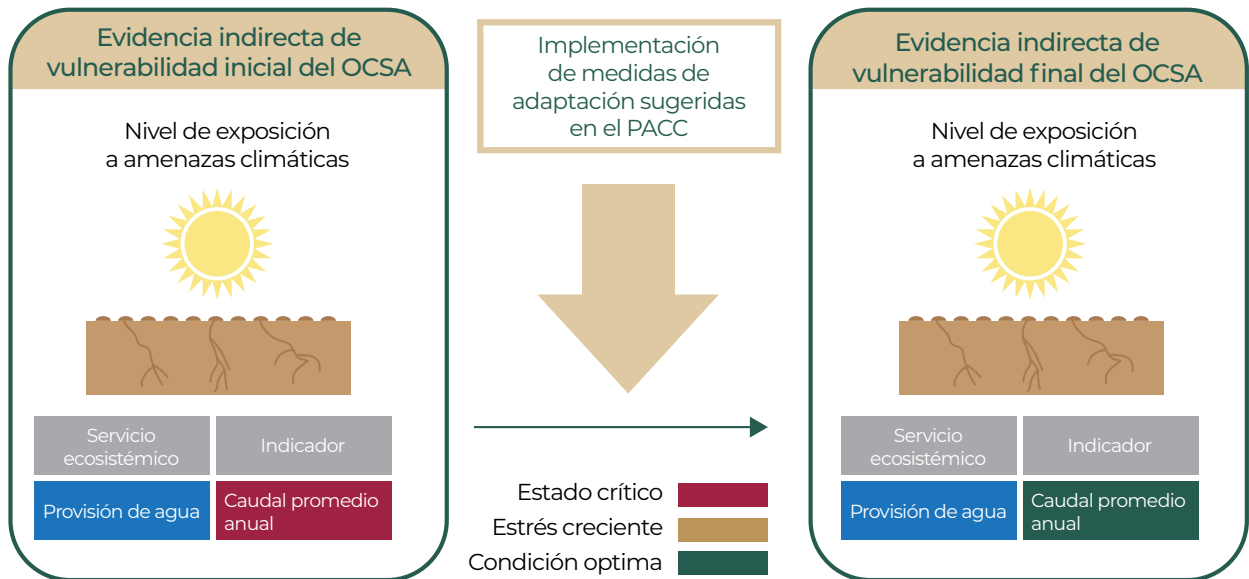 Evidencia indirecta de
vulnerabilidad inicial del OCSA
Nivel de exposición
a amenazas climáticas
Servicio
ecosistémico
Indicador
Provisión de agua
Caudal promedio
anual
Implementación
de medidas de
adaptación sugeridas
en el PACC
Estado crítico
Estrés creciente
Condición optima
Evidencia indirecta de
vulnerabilidad final del OCSA
Nivel de exposición
a amenazas climáticas
Servicio
ecosistémico
Indicador
Provisión de agua
Caudal promedio
anual